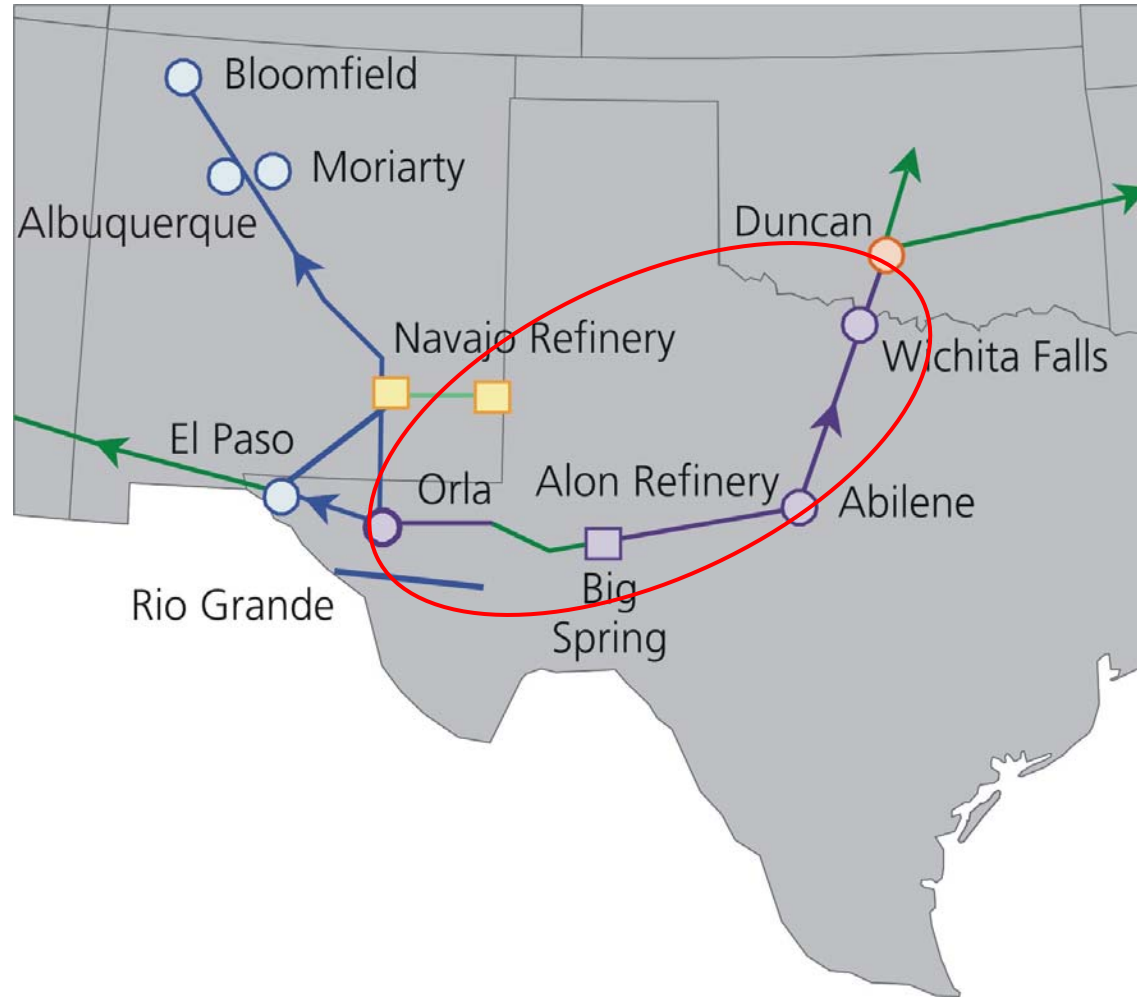 Bloomfield
Moriarty
Albuquerque
Duncan
Navajo Refinery
Wichita Falls
El Paso
Orla
Alon Refinery
Abilene
Rio Grande
Big
Spring